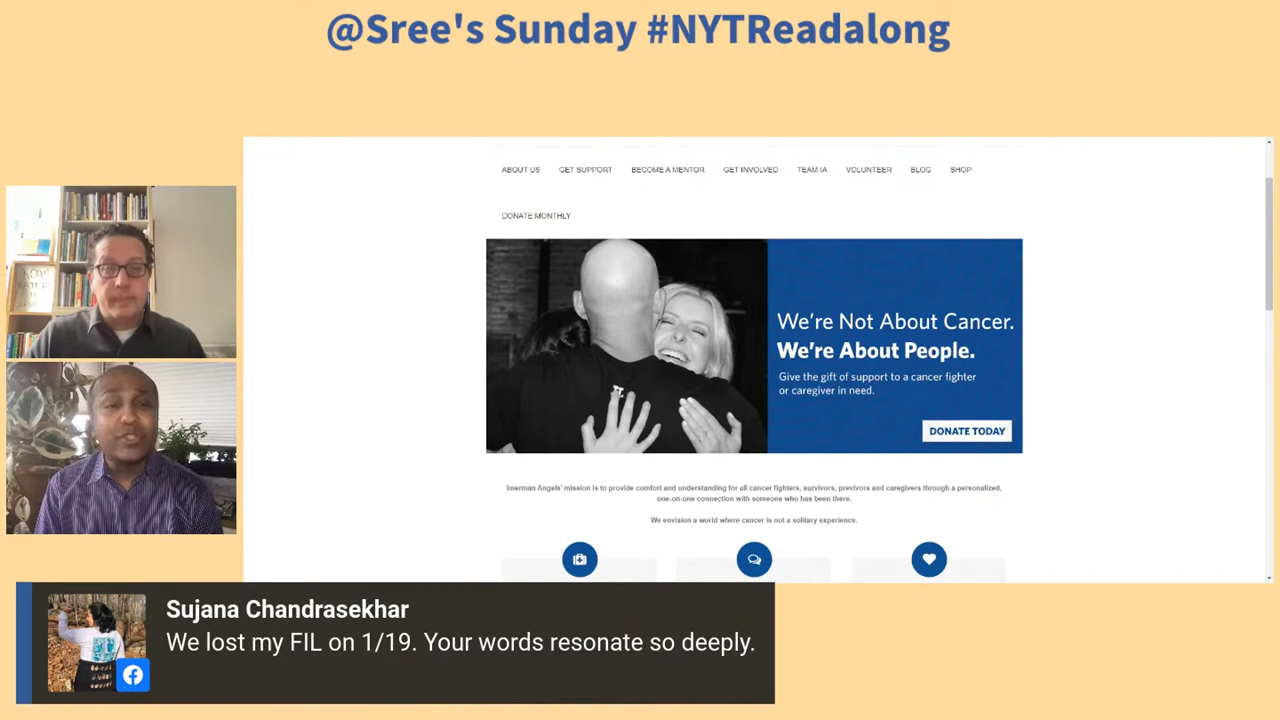 @Sree's Sunday #NYTReadalong
ABOUT US GET SUPPORT BECOME A MENTOR GET INVOLVED TEAM IA VOLUNTEER BLOG SHOP
DONATE MONTHLY
We're Not About Cancer.
We're About People.
Give the gift of support to a cancer fighter
or caregiver in need.
DONATE TODAY
Imerman Angels' mission is to provide comfort and understanding for all cancer fighters, survivors, previvors and caregivers through a personalized,
one-on-one connection with someone who has been there.
We envision a world where cancer is not a solitary experience.
Sujana Chandrasekhar
We lost my FIL on 1/19. Your words resonate so deeply.